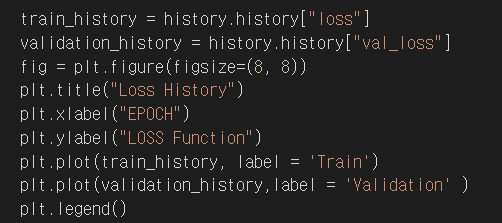 train_history = history.history["loss"]
validation_history = history.history["val_loss"]
fig = plt.figure(figsize=(8, 8))
plt.title("Loss History")
plt.xlabel("EPOCH")
plt.ylabel("LOSS Function")
plt.plot(train_history, label = 'Train')
plt.plot(validation_history,label = 'Validation' )
plt.legend()